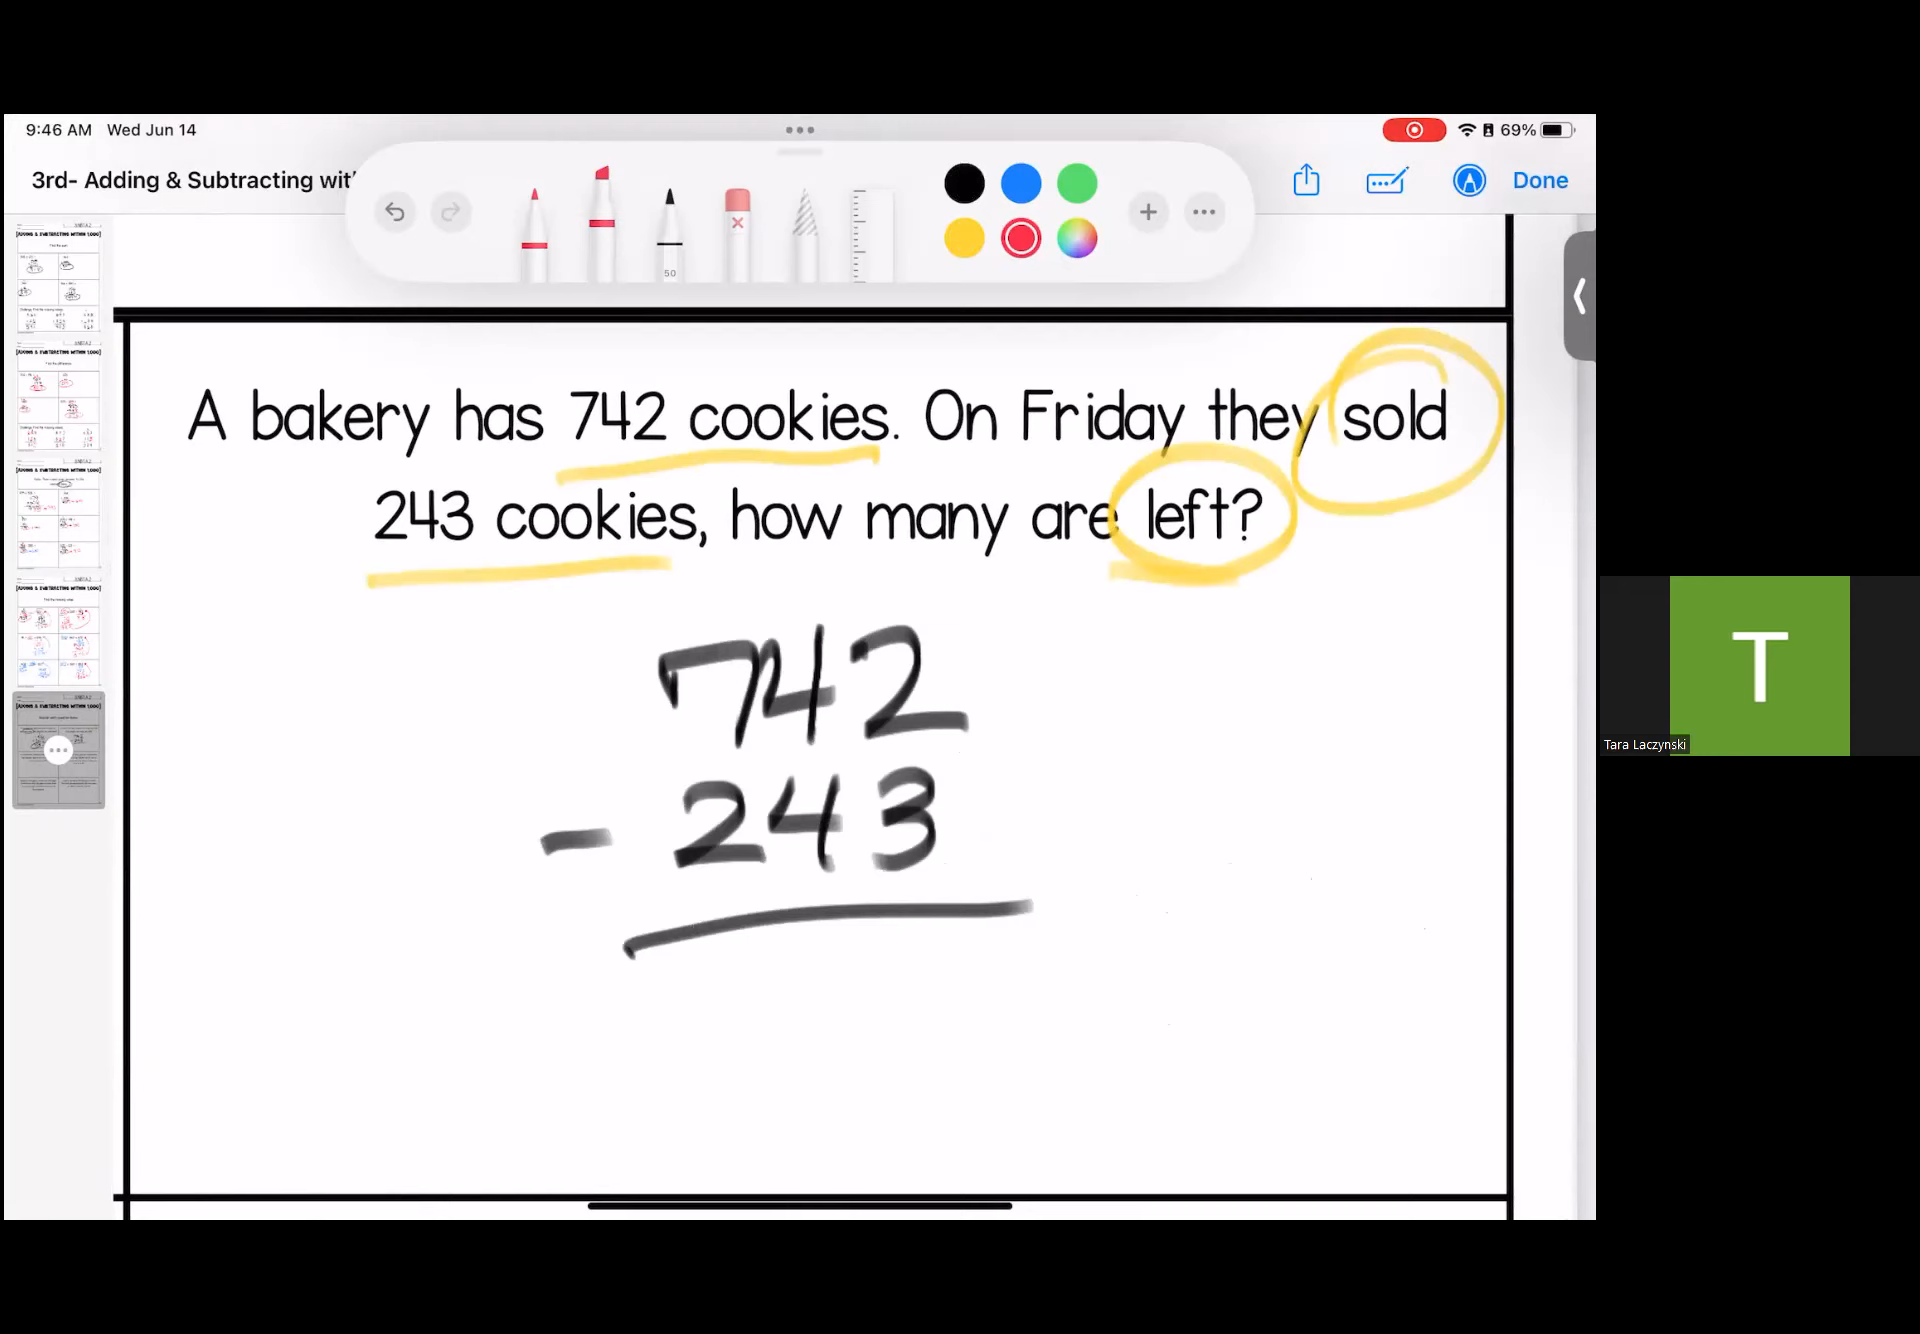 9:46 AM Wed Jun 14
69%
3rd- Adding & Subtracting wit
Done
50
A bakery has 742 cookies. On Friday they sold
243 cookies, how many are left?
742
- 243
T
Tara Laczynski